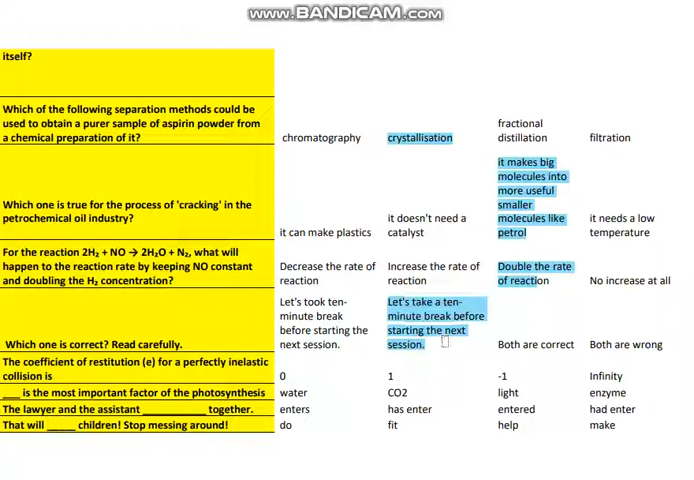 www.BANDICAM.com
itself?
Which of the following separation methods could be
used to obtain a purer sample of aspirin powder from
a chemical preparation of it?
chromatography
crystallisation
fractional
distillation
filtration
Which one is true for the process of 'cracking' in the
petrochemical oil industry?
it can make plastics
it doesn't need a
catalyst
it makes big
molecules into
more useful
smaller
molecules like
petrol
it needs a low
temperature
For the reaction 2H₂ + NO → 2H₂O + N₂, what will
happen to the reaction rate by keeping NO constant
and doubling the H₂ concentration?
Decrease the rate of
reaction
Increase the rate of
reaction
Double the rate
of reaction
No increase at all
Which one is correct? Read carefully.
Let's took ten-
minute break
before starting the
next session.
Let's take a ten-
minute break before
starting the next
session.
Both are correct
Both are wrong
The coefficient of restitution (e) for a perfectly inelastic
collision is
0
1
-1
Infinity
___ is the most important factor of the photosynthesis
water
CO2
light
enzyme
The lawyer and the assistant ____________ together.
enters
has enter
entered
had enter
That will _____ children! Stop messing around!
do
fit
help
make